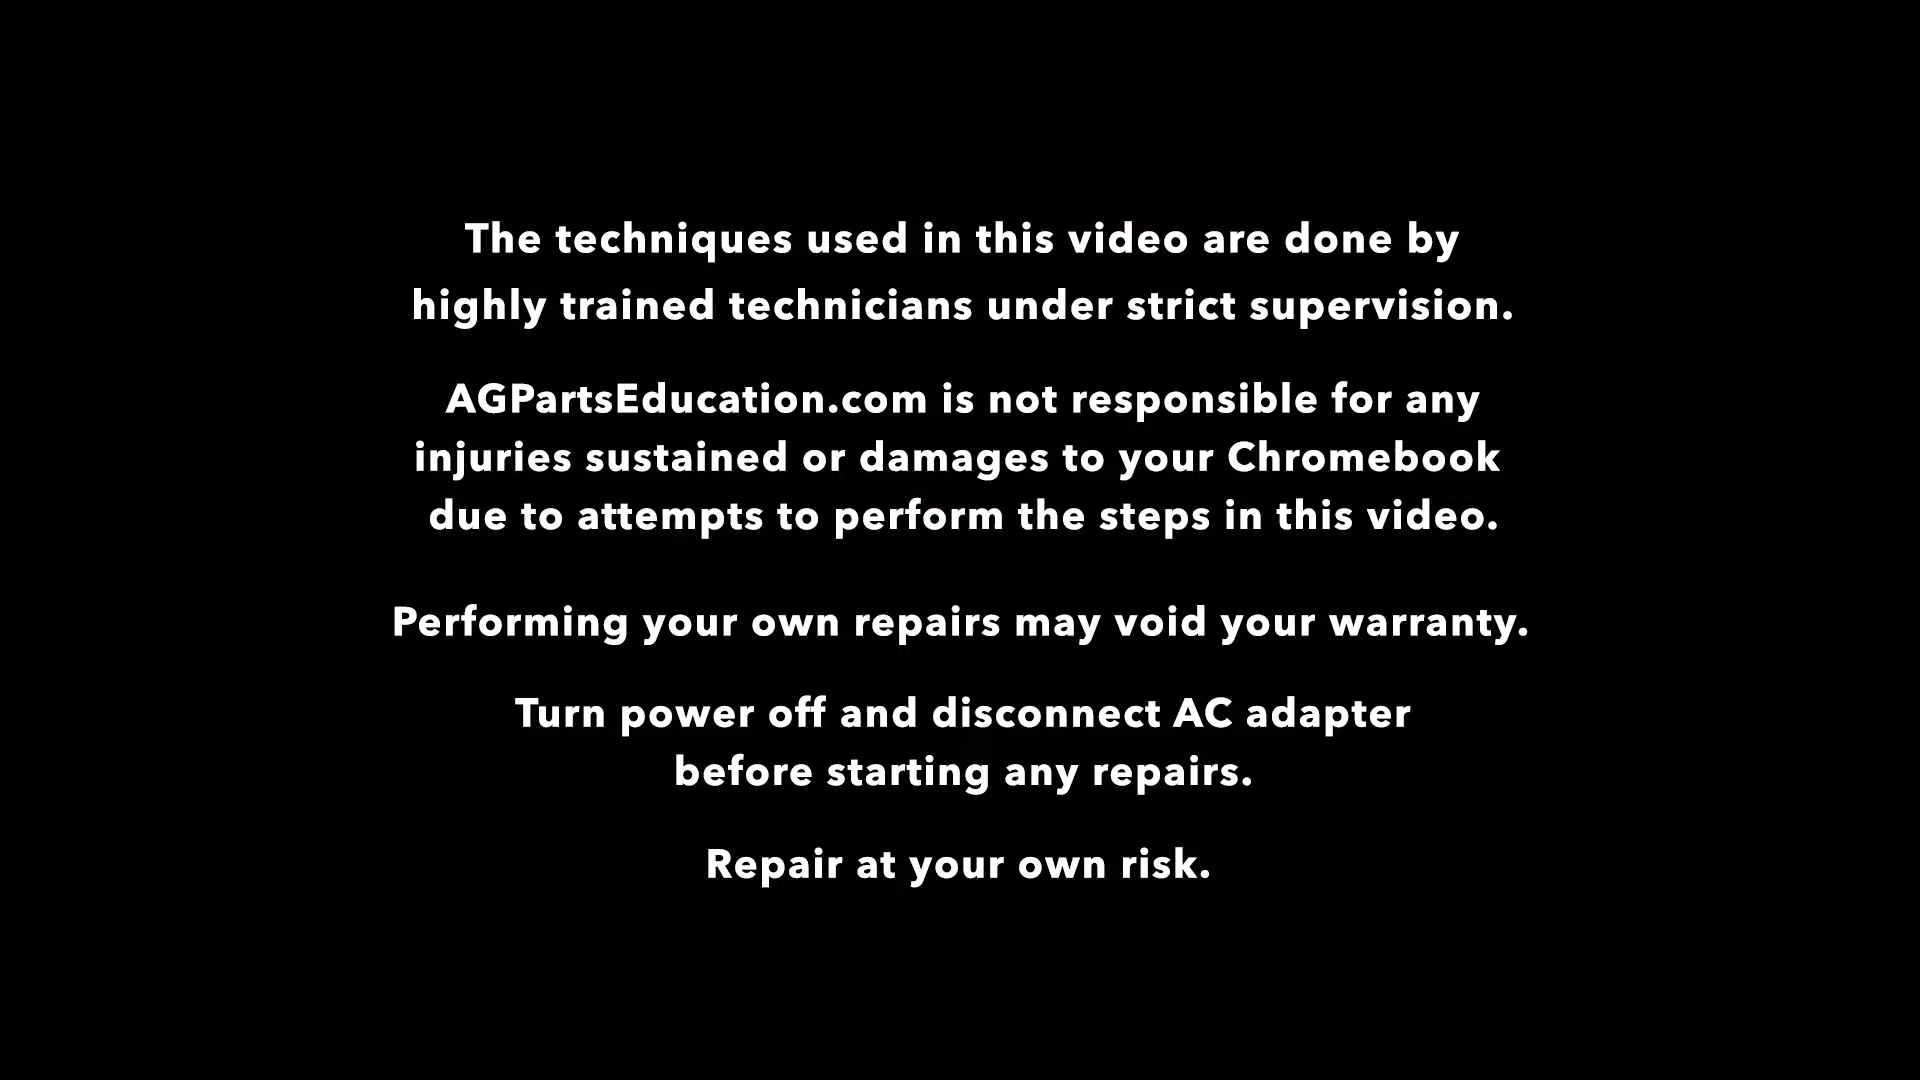 The techniques used in this video are done by
highly trained technicians under strict supervision.
AGPartsEducation.com is not responsible for any
injuries sustained or damages to your Chromebook
due to attempts to perform the steps in this video.
Performing your own repairs may void your warranty.
Turn power off and disconnect AC adapter
before starting any repairs.
Repair at your own risk.